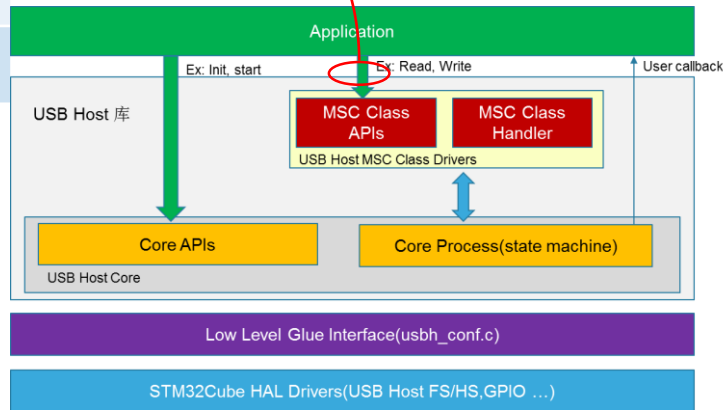 Application
Ex: Init, start
Ex: Read, Write
User callback
USB Host 库
MSC Class
APIs
MSC Class
Handler
USB Host MSC Class Drivers
Core APIs
Core Process(state machine)
USB Host Core
Low Level Glue Interface(usbh_conf.c)
STM32Cube HAL Drivers(USB Host FS/HS,GPIO …)